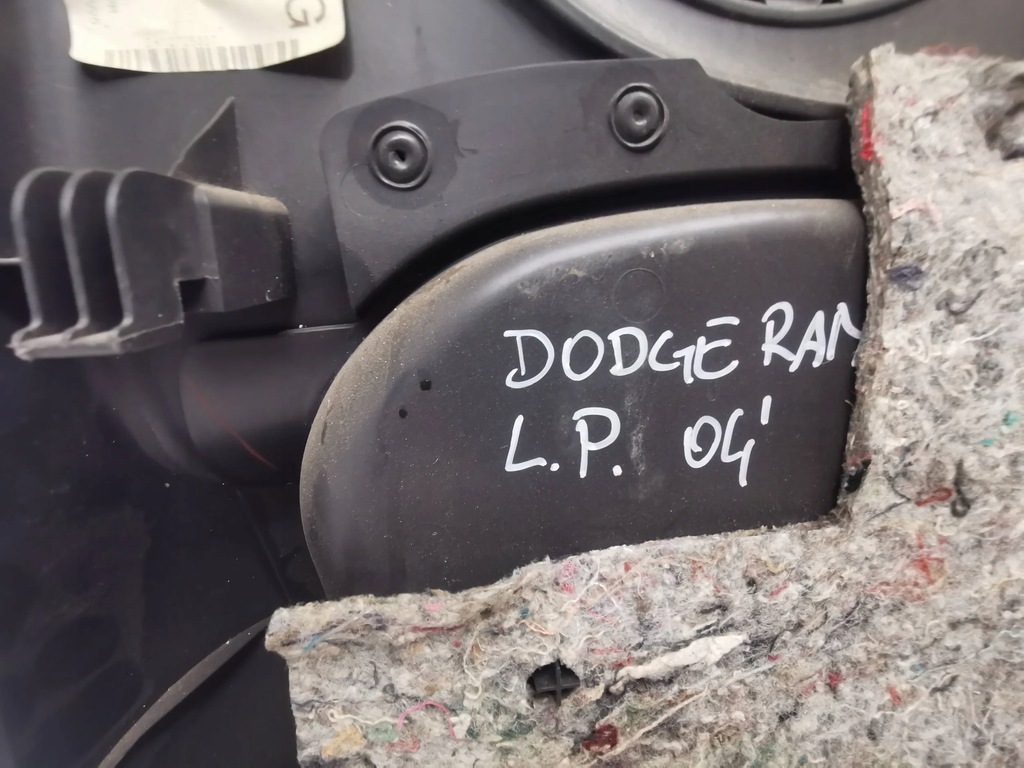 G
DODGE RAM
L.P. 04'